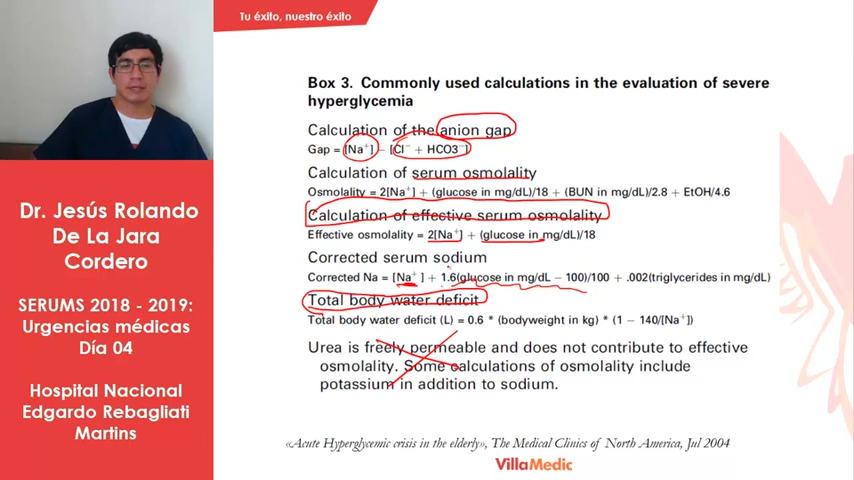 Tu éxito, nuestro éxito
Box 3. Commonly used calculations in the evaluation of severe
hyperglycemia
Calculation of the anion gap
Gap = [Na+] − [Cl− + HCO3−]
Calculation of serum osmolality
Osmolality = 2[Na+] + (glucose in mg/dL)/18 + (BUN in mg/dL)/2.8 + EtOH/4.6
Calculation of effective serum osmolality
Effective osmolality = 2[Na+] + (glucose in mg/dL)/18
Corrected serum sodium
Corrected Na = [Na+] + 1.6(glucose in mg/dL − 100)/100 + .002(triglycerides in mg/dL)
Total body water deficit
Total body water deficit (L) = 0.6 * (bodyweight in kg) * (1 − 140/[Na+])
Urea is freely permeable and does not contribute to effective
osmolality. Some calculations of osmolality include
potassium in addition to sodium.
«Acute Hyperglycemic crisis in the elderly», The Medical Clinics of North America, Jul 2004
VillaMedic
Dr. Jesús Rolando
De La Jara
Cordero
SERUMS 2018 - 2019:
Urgencias médicas
Día 04
Hospital Nacional
Edgardo Rebagliati
Martins